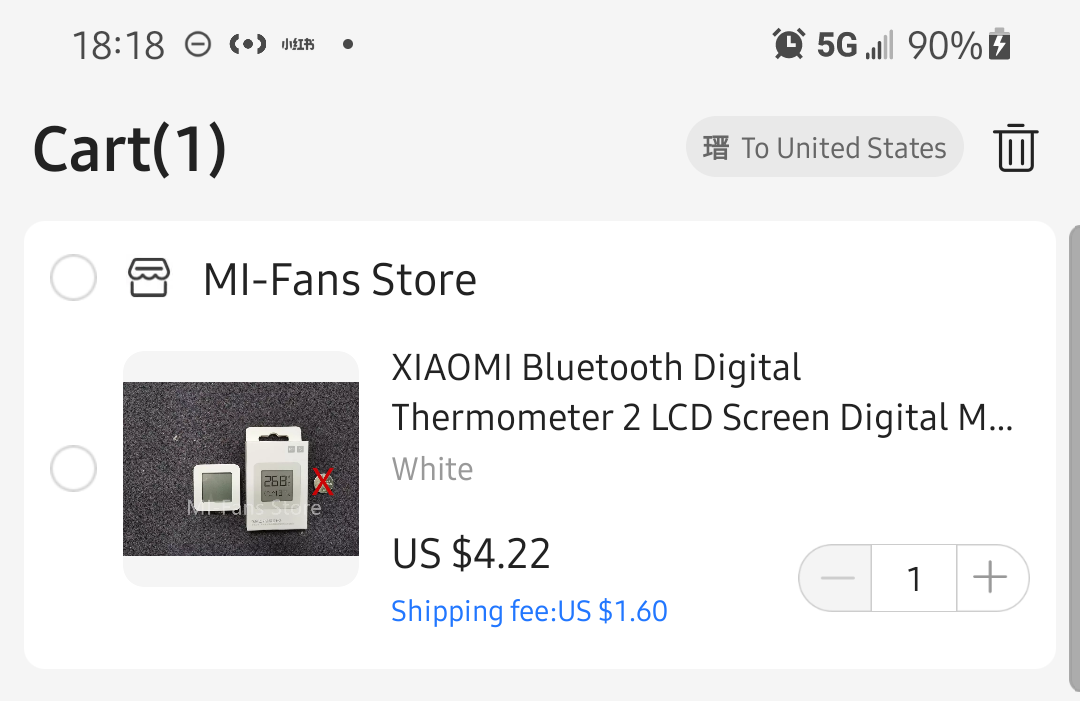 18:18 小红书 5G 90%
Cart(1) 瑨 To United States
MI-Fans Store
XIAOMI Bluetooth Digital
Thermometer 2 LCD Screen Digital M...
White
26.8
MI-Fans Store
US $4.22
1
Shipping fee:US $1.60